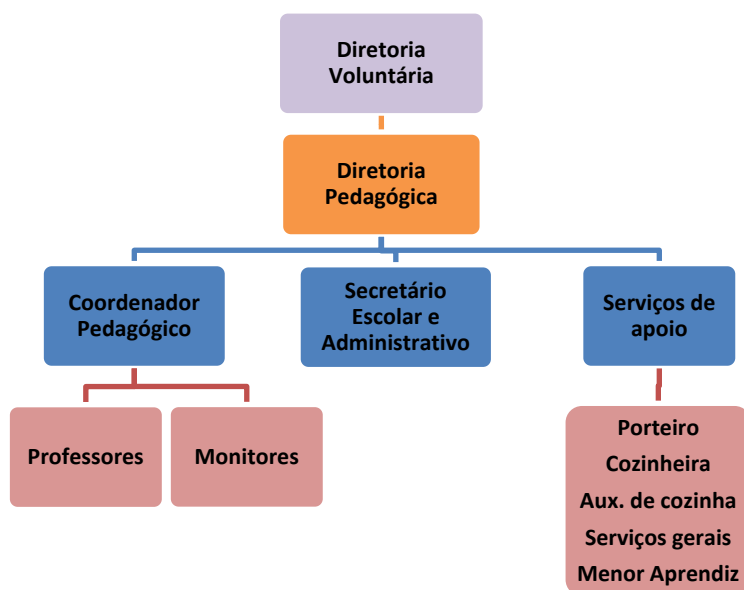 Diretoria
Voluntária
Diretoria
Pedagógica
Coordenador
Pedagógico
Secretário
Escolar e
Administrativo
Serviços de
apoio
Professores
Monitores
Porteiro
Cozinheira
Aux. de cozinha
Serviços gerais
Menor Aprendiz